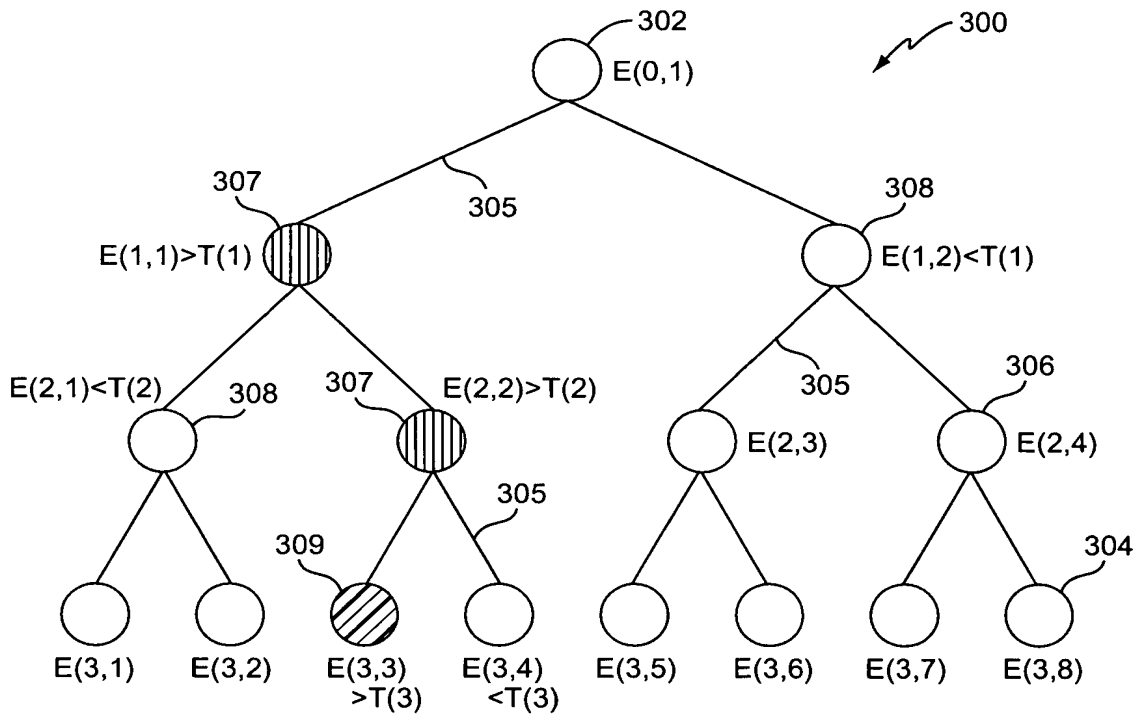 302
300
E(0,1)
307
305
308
E(1,1)>T(1)
E(1,2)<T(1)
E(2,1)<T(2)
308
307
E(2,2)>T(2)
305
306
E(2,3)
E(2,4)
309
305
304
E(3,1)
E(3,2)
E(3,3)
>T(3)
E(3,4)
<T(3)
E(3,5)
E(3,6)
E(3,7)
E(3,8)